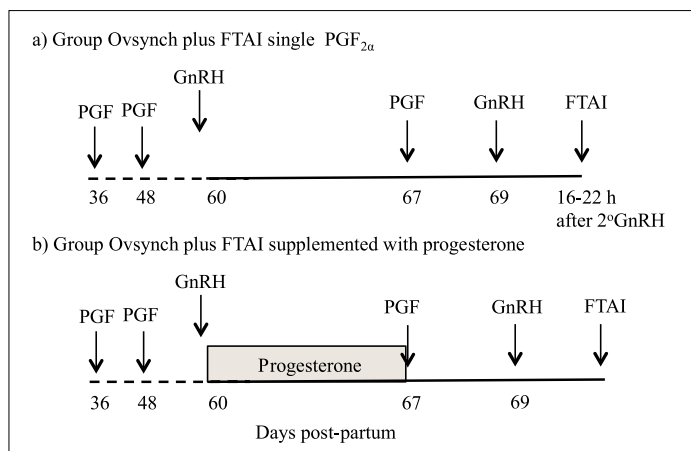 a) Group Ovsynch plus FTAI single PGF2α
GnRH
PGF PGF PGF GnRH FTAI
36 48 60 67 69 16-22 h
after 2ºGnRH
b) Group Ovsynch plus FTAI supplemented with progesterone
GnRH
PGF PGF PGF GnRH FTAI
Progesterone
36 48 60 67 69
Days post-partum